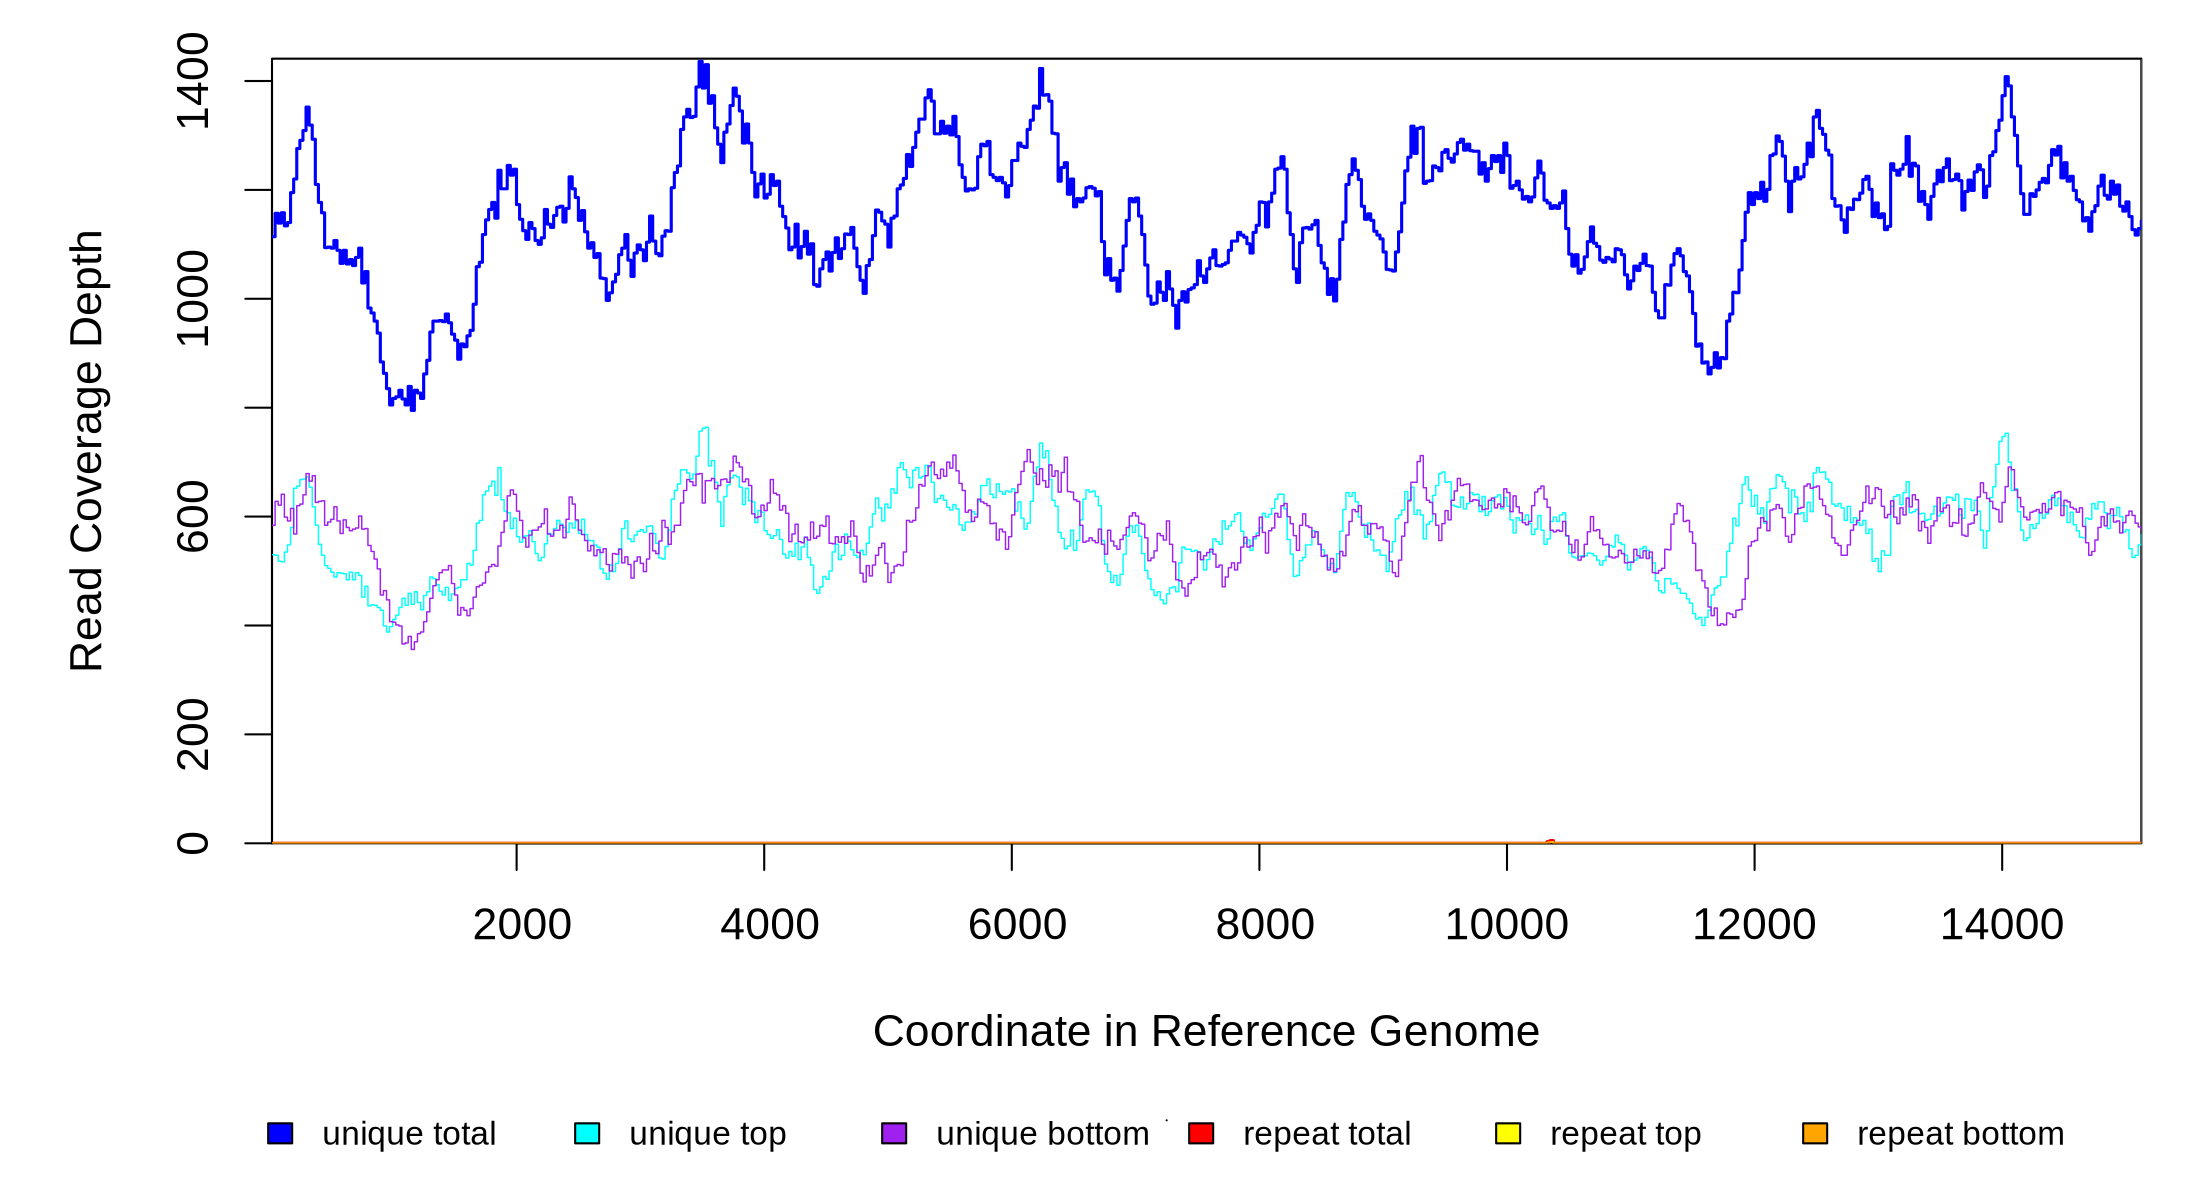 Read Coverage Depth
1400
1000
600
200
0
2000 4000 6000 8000 10000 12000 14000
Coordinate in Reference Genome
unique total unique top unique bottom repeat total repeat top repeat bottom